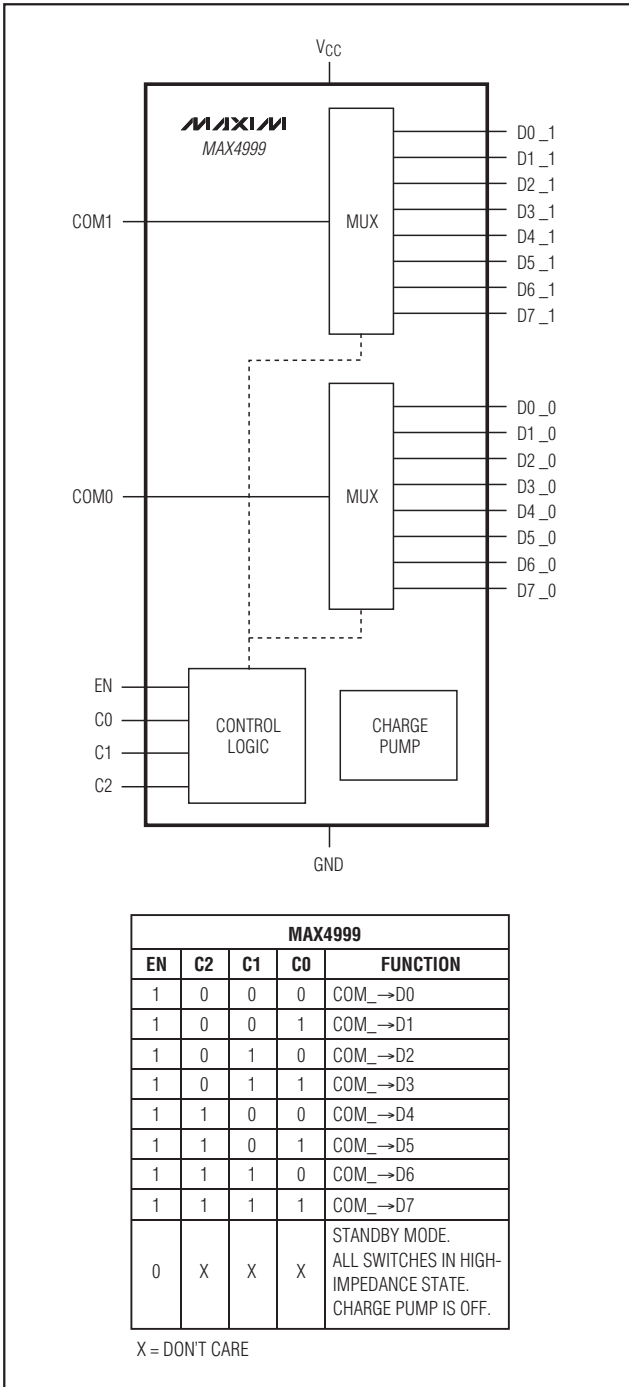 VCC
MAXIM
MAX4999
D0_1
D1_1
D2_1
D3_1
COM1
MUX
D4_1
D5_1
D6_1
D7_1
D0_0
D1_0
D2_0
D3_0
COM0
MUX
D4_0
D5_0
D6_0
D7_0
EN
C0
C1
C2
CONTROL
LOGIC
CHARGE
PUMP
GND
MAX4999
EN C2 C1 C0 FUNCTION
1 0 0 0 COM_→D0
1 0 0 1 COM_→D1
1 0 1 0 COM_→D2
1 0 1 1 COM_→D3
1 1 0 0 COM_→D4
1 1 0 1 COM_→D5
1 1 1 0 COM_→D6
1 1 1 1 COM_→D7
0 X X X STANDBY MODE.
ALL SWITCHES IN HIGH-
IMPEDANCE STATE.
CHARGE PUMP IS OFF.
X = DON'T CARE